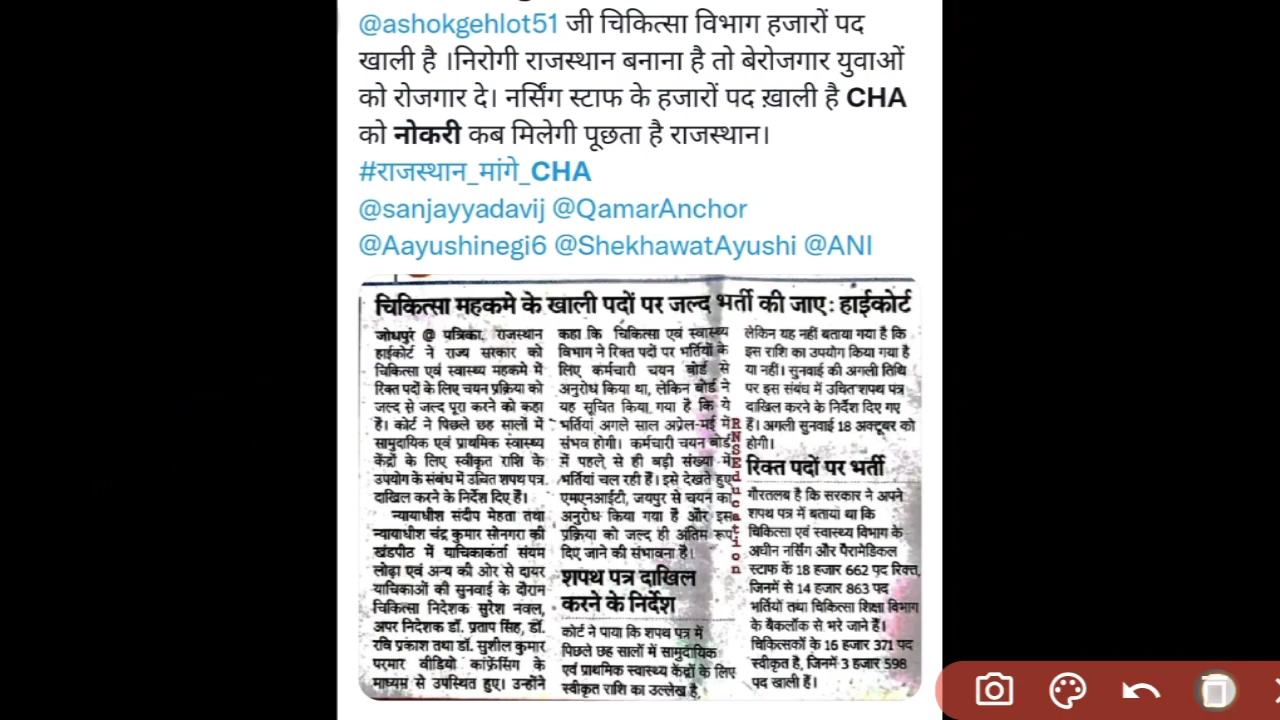 @ashokgehlot51 जी चिकित्सा विभाग हजारों पद
खाली है ।निरोगी राजस्थान बनाना है तो बेरोजगार युवाओं
को रोजगार दे। नर्सिंग स्टाफ के हजारों पद ख़ाली है CHA
को नोकरी कब मिलेगी पूछता है राजस्थान।
#राजस्थान_मांगे_CHA
@sanjayyadavij @QamarAnchor
@Aayushinegi6 @ShekhawatAyushi @ANI
चिकित्सा महकमे के खाली पदों पर जल्द भर्ती की जाए: हाईकोर्ट
जोधपुर @ पत्रिका. राजस्थान
हाईकोर्ट ने राज्य सरकार को
चिकित्सा एवं स्वास्थ्य महकमे में
रिक्त पदों के लिए चयन प्रक्रिया को
जल्द से जल्द पूरा करने को कहा
है। कोर्ट ने पिछले छह सालों में
सामुदायिक एवं प्राथमिक स्वास्थ्य
केंद्रों के लिए स्वीकृत राशि के
उपयोग के संबंध में उचित शपथ पत्र
दाखिल करने के निर्देश दिए हैं।
न्यायाधीश संदीप मेहता तथा
न्यायाधीश चंद्र कुमार सोनगरा की
खंडपीठ में याचिकाकर्ता संयम
लोढ़ा एवं अन्य की ओर से दायर
याचिकाओं की सुनवाई के दौरान
चिकित्सा निदेशक सुरेश नवल,
अपर निदेशक डॉ. प्रताप सिंह, डॉ.
रवि प्रकाश तथा डॉ. सुशील कुमार
परमार वीडियो कांफ्रेंसिंग के
माध्यम से उपस्थित हुए। उन्होंने
कहा कि चिकित्सा एवं स्वास्थ्य
विभाग ने रिक्त पदों पर भर्तियों के
लिए कर्मचारी चयन बोर्ड से
अनुरोध किया था, लेकिन बोर्ड ने
यह सूचित किया गया है कि ये
भर्तियां अगले साल अप्रेल-मई में
संभव होगी। कर्मचारी चयन बोर्ड
में पहले से ही बड़ी संख्या में
भर्तियां चल रही हैं। इसे देखते हुए
एमएनआईटी, जयपुर से चयन का
अनुरोध किया गया है और इस
प्रक्रिया को जल्द ही अंतिम रूप
दिए जाने की संभावना है।
शपथ पत्र दाखिल
करने के निर्देश
कोर्ट ने पाया कि शपथ पत्र में
पिछले छह सालों में सामुदायिक
एवं प्राथमिक स्वास्थ्य केंद्रों के लिए
स्वीकृत राशि का उल्लेख है,
RNSEducation
लेकिन यह नहीं बताया गया है कि
इस राशि का उपयोग किया गया है
या नहीं। सुनवाई की अगली तिथि
पर इस संबंध में उचित शपथ पत्र
दाखिल करने के निर्देश दिए गए
हैं। अगली सुनवाई 18 अक्टूबर को
होगी।
रिक्त पदों पर भर्ती
गौरतलब है कि सरकार ने अपने
शपथ पत्र में बताया था कि
चिकित्सा एवं स्वास्थ्य विभाग के
अधीन नर्सिंग और पैरामेडिकल
स्टाफ के 18 हजार 662 पद रिक्त,
जिनमें से 14 हजार 863 पद
भर्तियों तथा चिकित्सा शिक्षा विभाग
के बैकलॉक से भरे जाने हैं।
चिकित्सकों के 16 हजार 371 पद
स्वीकृत है, जिनमें 3 हजार 598
पद खाली हैं।